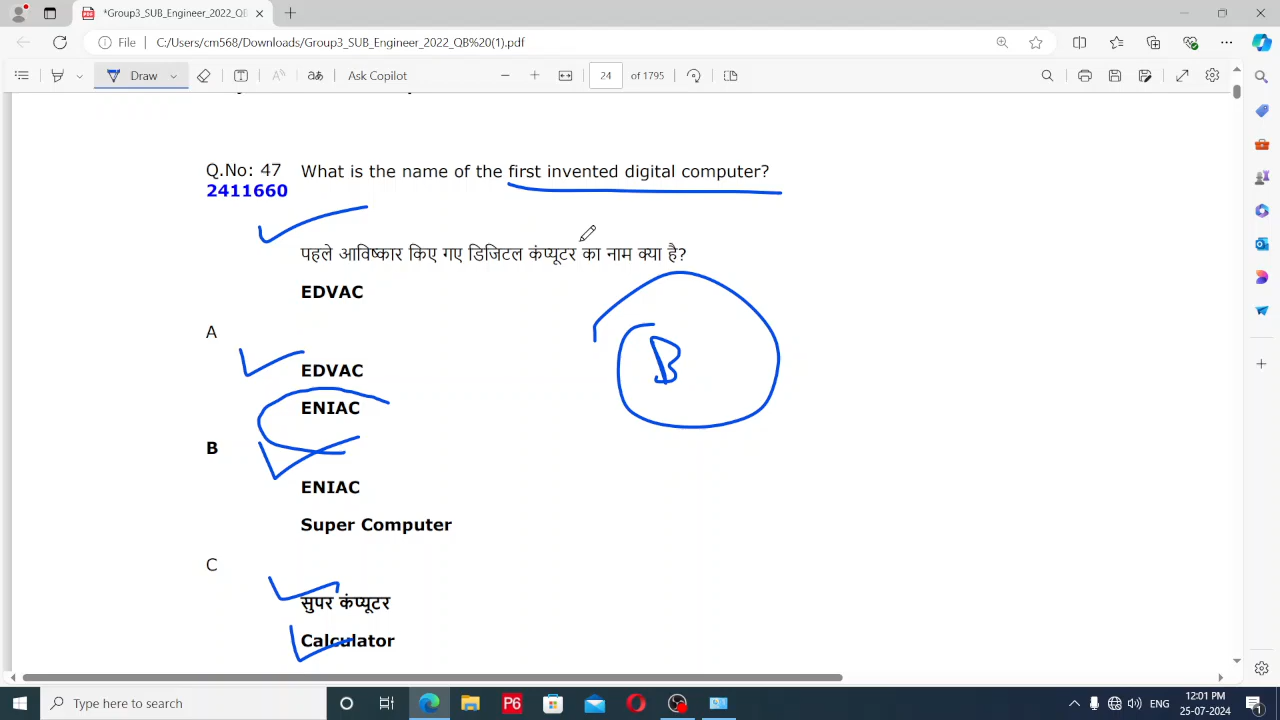 *Group3_SUB_Engineer_2022_QB
File C:/Users/cm568/Downloads/Group3_SUB_Engineer_2022_QB%20(1).pdf
Draw Ask Copilot 24 of 1795
Q.No: 47 What is the name of the first invented digital computer?
2411660
पहले आविष्कार किए गए डिजिटल कंप्यूटर का नाम क्या है?
EDVAC
A
EDVAC
B
ENIAC
B
ENIAC
Super Computer
C
सुपर कंप्यूटर
Calculator
Type here to search
P6
ENG
12:01 PM
25-07-2024